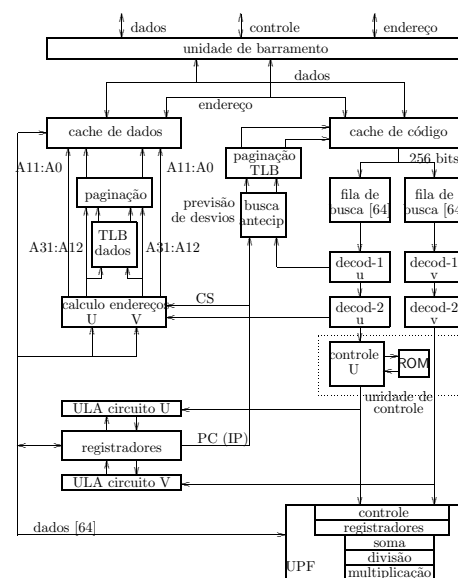 dados
controle
endereço
unidade de barramento
dados
endereço
cache de dados
cache de código
256 bits
A11:A0
A11:A0
paginação
paginação
TLB
previsão
de desvios
busca
antecip
fila de
busca [64]
fila de
busca [64
TLB
dados
A31:A12
A31:A12
decod-1
u
decod-1
v
calculo endereços
U V
CS
decod-2
u
decod-2
v
controle
U
ROM
unidade de
controle
ULA circuito U
registradores
PC (IP)
ULA circuito V
dados [64]
UPF
controle
registradores
soma
divisão
multiplicação